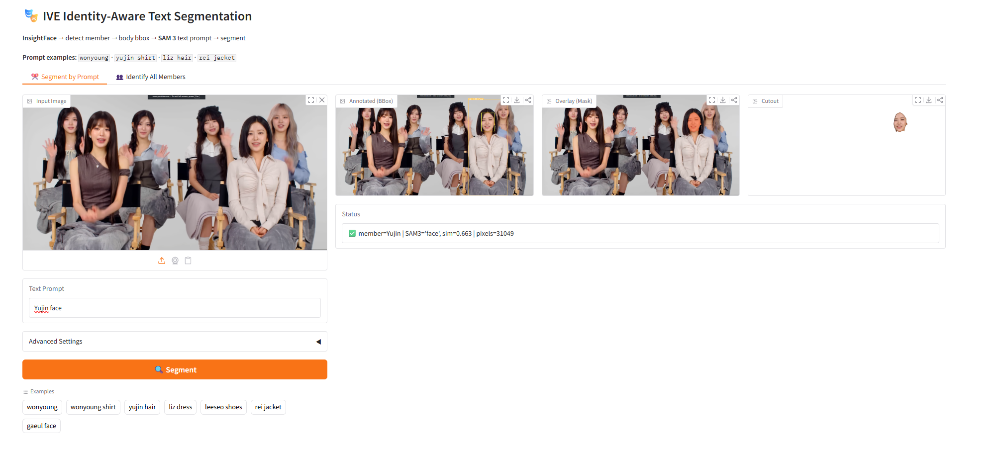 IVE Identity-Aware Text Segmentation
InsightFace → detect member → body bbox → SAM 3 text prompt → segment
Prompt examples: wonyoung · yujin shirt · liz hair · rei jacket
Segment by Prompt
Identify All Members
Input Image
Annotated (BBox)
Overlay (Mask)
Cutout
Status
member=Yujin | SAM3='face', sim=0.663 | pixels=31049
Text Prompt
Yujin face
Advanced Settings
Segment
Examples
wonyoung
wonyoung shirt
yujin hair
liz dress
leeseo shoes
rei jacket
gaeul face